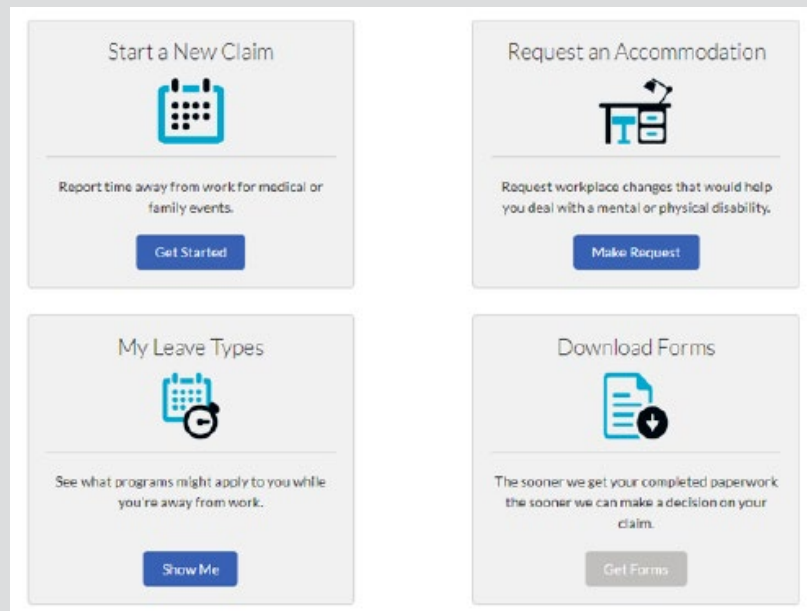 Start a New Claim
Report time away from work for medical or
family events.
Get Started
Request an Accommodation
Request workplace changes that would help
you deal with a mental or physical disability.
Make Request
My Leave Types
See what programs might apply to you while
you're away from work.
Show Me
Download Forms
The sooner we get your completed paperwork
the sooner we can make a decision on your
claim.
Get Forms